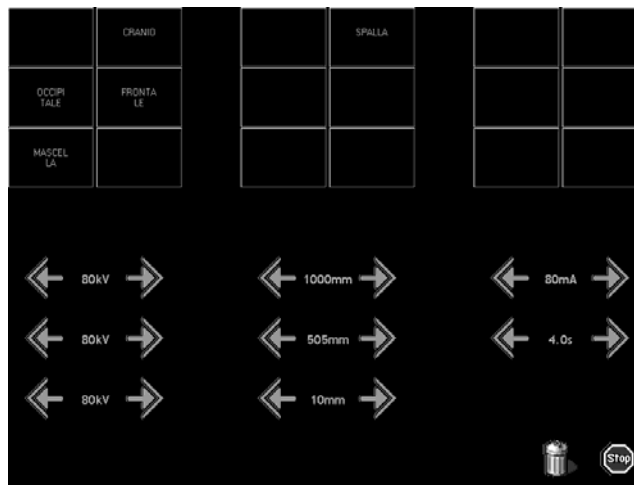 CRANIO
SPALLA
OCCIPI
TALE
FRONTA
LE
MASCEL
LA
80kV
1000mm
80mA
80kV
505mm
4.0s
80kV
10mm
Stop